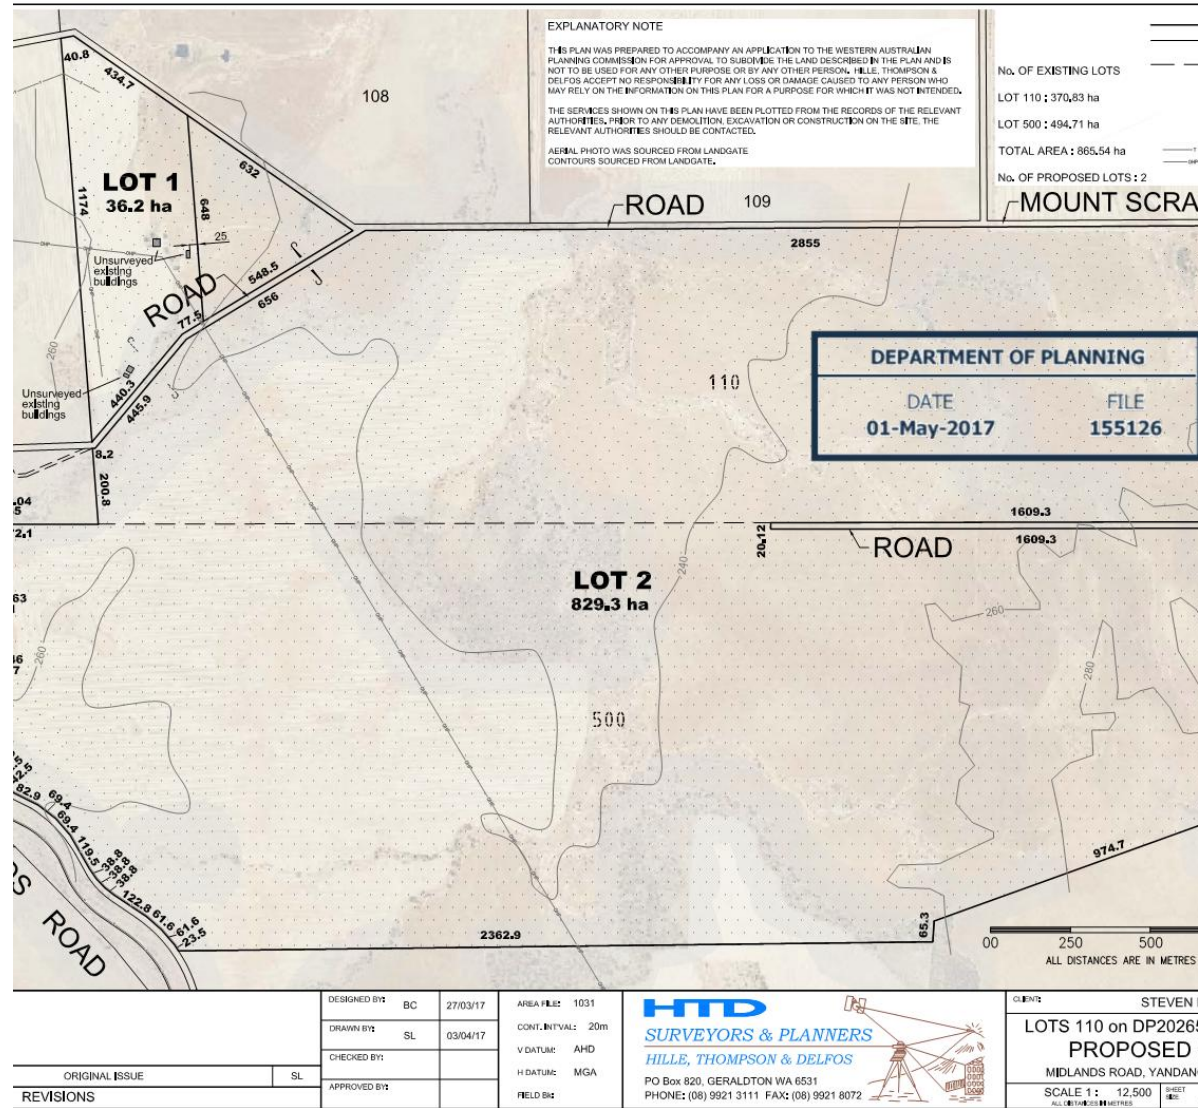 EXPLANATORY NOTE
THIS PLAN WAS PREPARED TO ACCOMPANY AN APPLICATION TO THE WESTERN AUSTRALIAN
PLANNING COMMISSION FOR APPROVAL TO SUBDIVIDE THE LAND DESCRIBED IN THE PLAN AND IS
NOT TO BE USED FOR ANY OTHER PURPOSE OR BY ANY OTHER PERSON. HILLE, THOMPSON &
DELFOS ACCEPT NO RESPONSIBILITY FOR ANY LOSS OR DAMAGE CAUSED TO ANY PERSON WHO
MAY RELY ON THE INFORMATION ON THIS PLAN FOR A PURPOSE FOR WHICH IT WAS NOT INTENDED.
THE SERVICES SHOWN ON THIS PLAN HAVE BEEN PLOTTED FROM THE RECORDS OF THE RELEVANT
AUTHORITIES. PRIOR TO ANY DEMOLITION, EXCAVATION OR CONSTRUCTION ON THE SITE, THE
RELEVANT AUTHORITIES SHOULD BE CONTACTED.
AERIAL PHOTO WAS SOURCED FROM LANDGATE
CONTOURS SOURCED FROM LANDGATE.
No. OF EXISTING LOTS
LOT 110 : 370.83 ha
LOT 500 : 494.71 ha
TOTAL AREA : 865.54 ha
No. OF PROPOSED LOTS : 2
40.8
434.7
108
632
LOT 1
36.2 ha
1174
648
25
Unsurveyed
existing
buildings
ROAD
548.5
656
77.5
ROAD
109
MOUNT SCRA
2855
260
Unsurveyed
existing
buildings
440.3
445.9
110
DEPARTMENT OF PLANNING
DATE
FILE
01-May-2017
155126
8.2
200.8
.04
5
2.1
1609.3
20.12
ROAD
1609.3
240
LOT 2
829.3 ha
63
260
260
280
500
82.9
69.4
69.4
119.5
38.8
38.8
38.8
122.8
61.6
61.6
23.5
OS ROAD
2362.9
65.3
974.7
00 250 500
ALL DISTANCES ARE IN METRES
ORIGINAL ISSUE
SL
REVISIONS
DESIGNED BY: BC 27/03/17
DRAWN BY: SL 03/04/17
CHECKED BY:
APPROVED BY:
AREA FILE: 1031
CONT. INT'VAL: 20m
V DATUM: AHD
H DATUM: MGA
FIELD Bk:
HTD
SURVEYORS & PLANNERS
HILLE, THOMPSON & DELFOS
PO Box 820, GERALDTON WA 6531
PHONE: (08) 9921 3111 FAX: (08) 9921 8072
CLIENT:
STEVEN
LOTS 110 on DP20265
PROPOSED
MIDLANDS ROAD, YANDAN
SCALE 1 : 12,500
ALL DISTANCES IN METRES
SHEET
SIZE